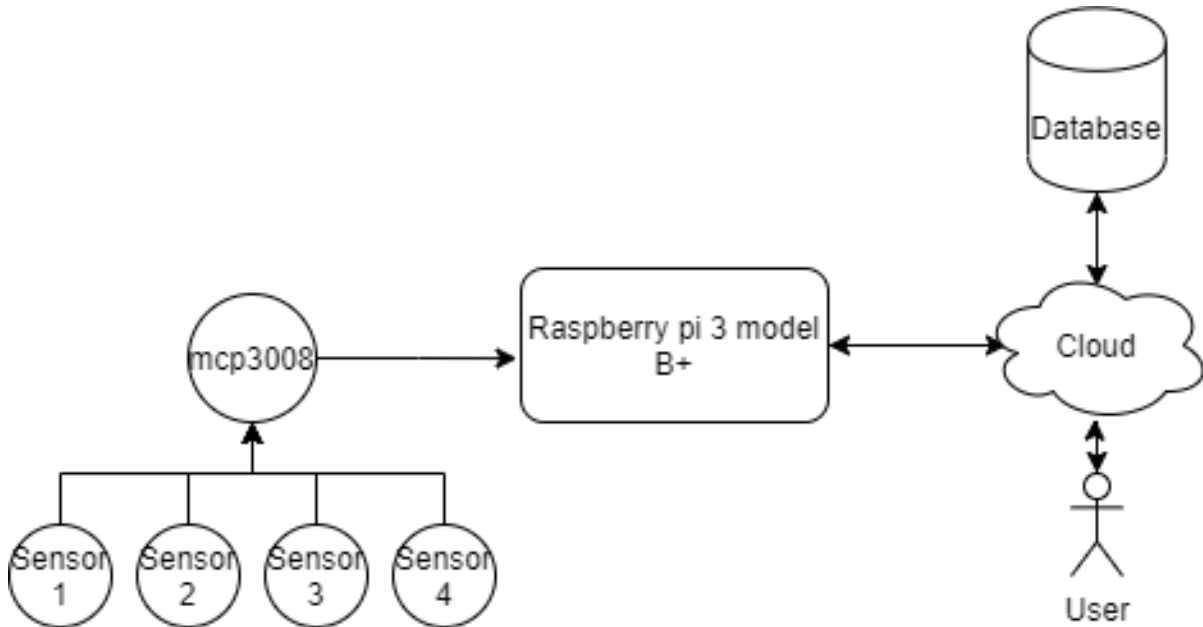 Database
Raspberry pi 3 model
B+
Cloud
mcp3008
Sensor
1
Sensor
2
Sensor
3
Sensor
4
User